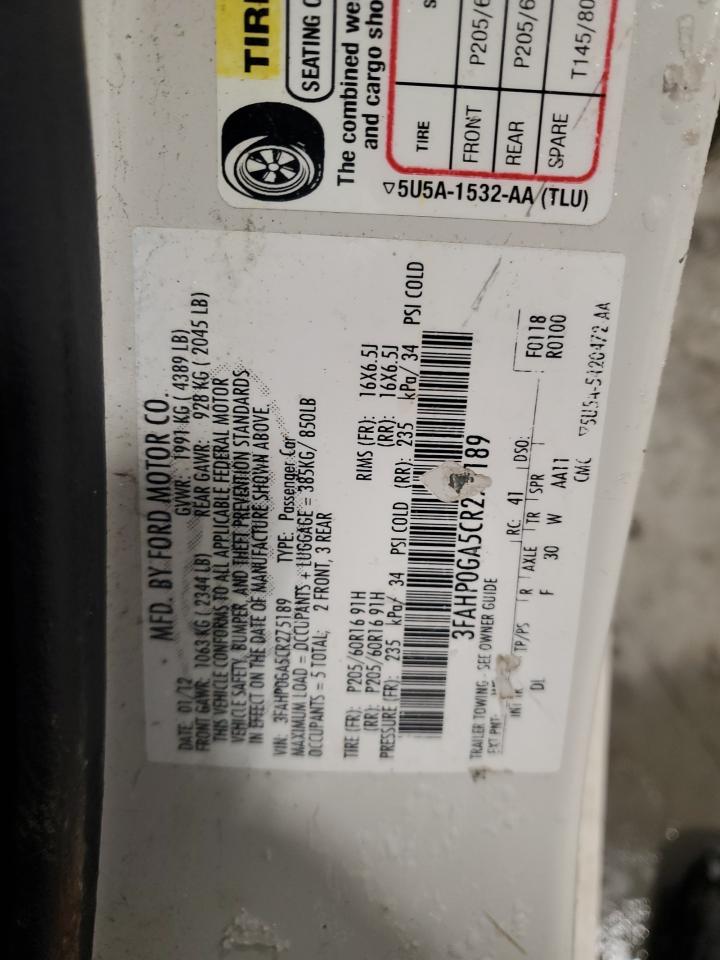 TIRE
SEATING C
The combined we
and cargo sho
TIRE
FRONT P205/6
REAR P205/6
SPARE T145/80
5U5A-1532-AA (TLU)
MFD. BY FORD MOTOR CO.
DATE: 01/12 GVWR: 1991 KG ( 4389 LB)
FRONT GAWR: 1063 KG ( 2344 LB) REAR GAWR: 928 KG ( 2045 LB)
THIS VEHICLE CONFORMS TO ALL APPLICABLE FEDERAL MOTOR
VEHICLE SAFETY, BUMPER, AND THEFT PREVENTION STANDARDS
IN EFFECT ON THE DATE OF MANUFACTURE SHOWN ABOVE.
VIN: 3FAHP0GA5CR275189 TYPE: Passenger Car
MAXIMUM LOAD = OCCUPANTS + LUGGAGE = 385KG/ 850LB
OCCUPANTS = 5 TOTAL; 2 FRONT, 3 REAR
TIRE (FR): P205/60R16 91H RIMS (FR): 16X6.5J
(RR): P205/60R16 91H (RR): 16X6.5J
PRESSURE (FR): 235 kPa/ 34 PSI COLD (RR): 235 kPa/ 34 PSI COLD
3FAHP0GA5CR2 189
TRAILER TOWING - SEE OWNER GUIDE
EXT PNT: RC: 41 DSO: F0118
R0100
INT TR TP/PS R AXLE TR SPR
DL F 30 W AA11
CMC